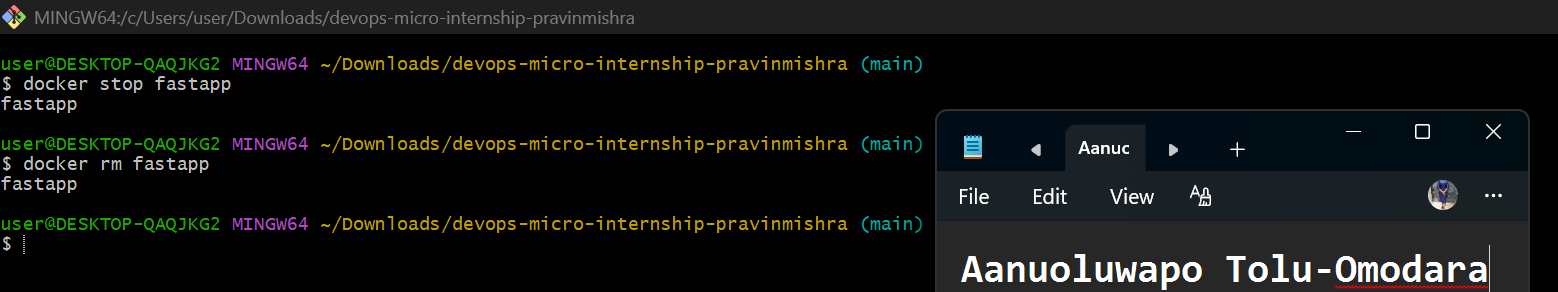 MINGW64:/c/Users/user/Downloads/devops-micro-internship-pravinmishra
user@DESKTOP-QAQJKG2 MINGW64 ~/Downloads/devops-micro-internship-pravinmishra (main)
$ docker stop fastapp
fastapp
user@DESKTOP-QAQJKG2 MINGW64 ~/Downloads/devops-micro-internship-pravinmishra (main)
$ docker rm fastapp
fastapp
user@DESKTOP-QAQJKG2 MINGW64 ~/Downloads/devops-micro-internship-pravinmishra (main)
$
Aanuc
File Edit View
Aanuoluwapo Tolu-Omodara